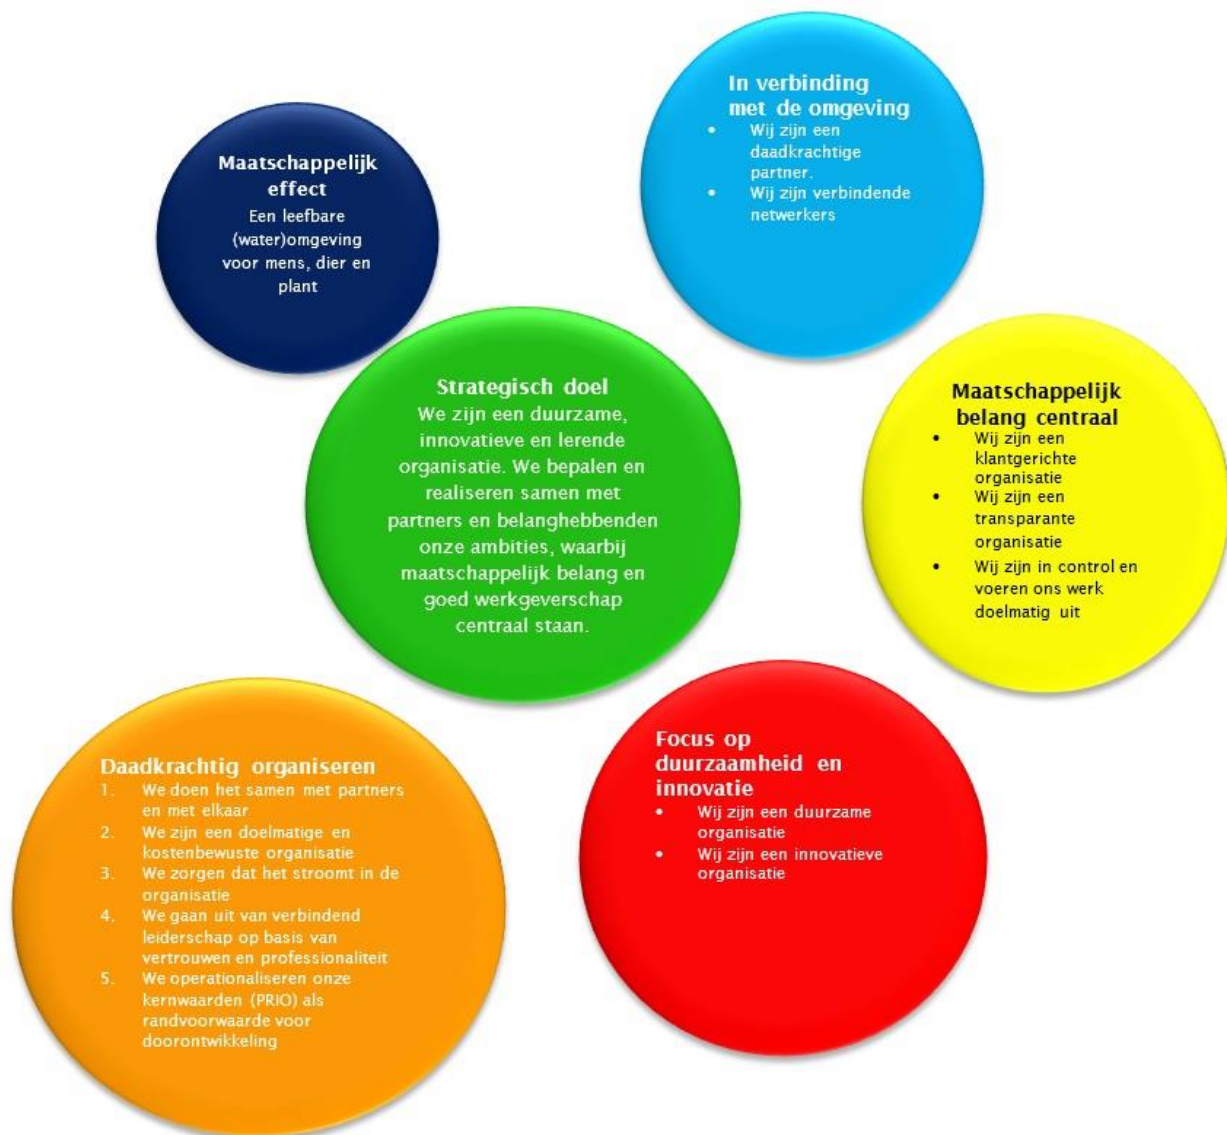 In verbinding
met de omgeving
• Wij zijn een
daadkrachtige
partner.
• Wij zijn verbindende
netwerkers
Maatschappelijk
effect
Een leefbare
(water)omgeving
voor mens, dier en
plant
Strategisch doel
We zijn een duurzame,
innovatieve en lerende
organisatie. We bepalen en
realiseren samen met
partners en belanghebbenden
onze ambities, waarbij
maatschappelijk belang en
goed werkgeverschap
centraal staan.
Maatschappelijk
belang centraal
• Wij zijn een
klantgerichte
organisatie
• Wij zijn een
transparante
organisatie
• Wij zijn in control en
voeren ons werk
doelmatig uit
Daadkrachtig organiseren
1. We doen het samen met partners
en met elkaar
2. We zijn een doelmatige en
kostenbewuste organisatie
3. We zorgen dat het stroomt in de
organisatie
4. We gaan uit van verbindend
leiderschap op basis van
vertrouwen en professionaliteit
5. We operationaliseren onze
kernwaarden (PRIO) als
randvoorwaarde voor
doorontwikkeling
Focus op
duurzaamheid en
innovatie
• Wij zijn een duurzame
organisatie
• Wij zijn een innovatieve
organisatie